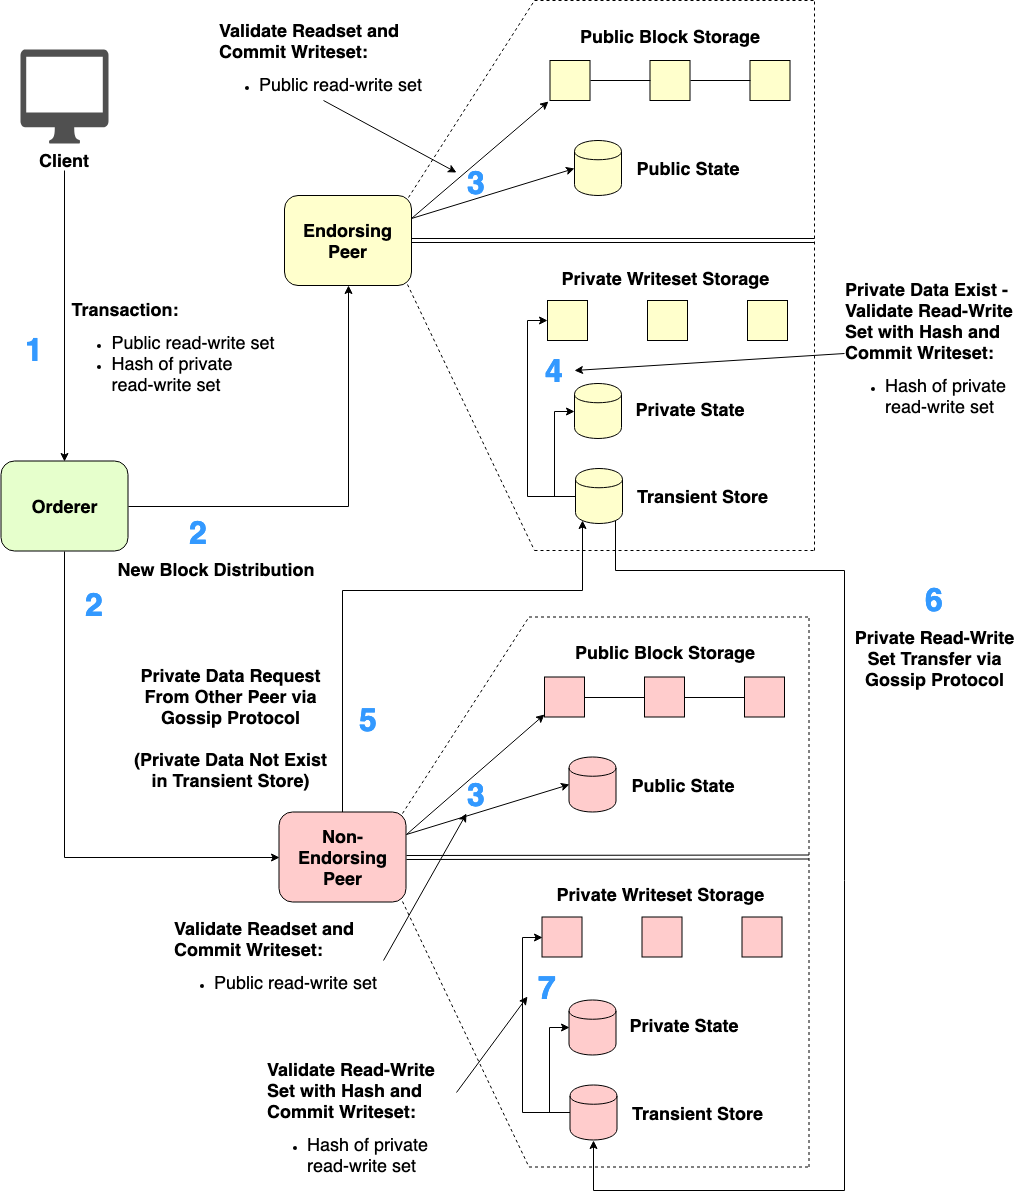 Validate Readset and
Commit Writeset:
• Public read-write set
Public Block Storage
Client
Public State
3
Endorsing
Peer
Private Writeset Storage
Private Data Exist -
Validate Read-Write
Set with Hash and
Commit Writeset:
• Hash of private
read-write set
Transaction:
• Public read-write set
• Hash of private
read-write set
1
4
Private State
Orderer
Transient Store
2
New Block Distribution
2
6
Private Read-Write
Set Transfer via
Gossip Protocol
Public Block Storage
Private Data Request
From Other Peer via
Gossip Protocol
(Private Data Not Exist
in Transient Store)
5
Public State
3
Non-
Endorsing
Peer
Private Writeset Storage
Validate Readset and
Commit Writeset:
• Public read-write set
7
Private State
Validate Read-Write
Set with Hash and
Commit Writeset:
• Hash of private
read-write set
Transient Store